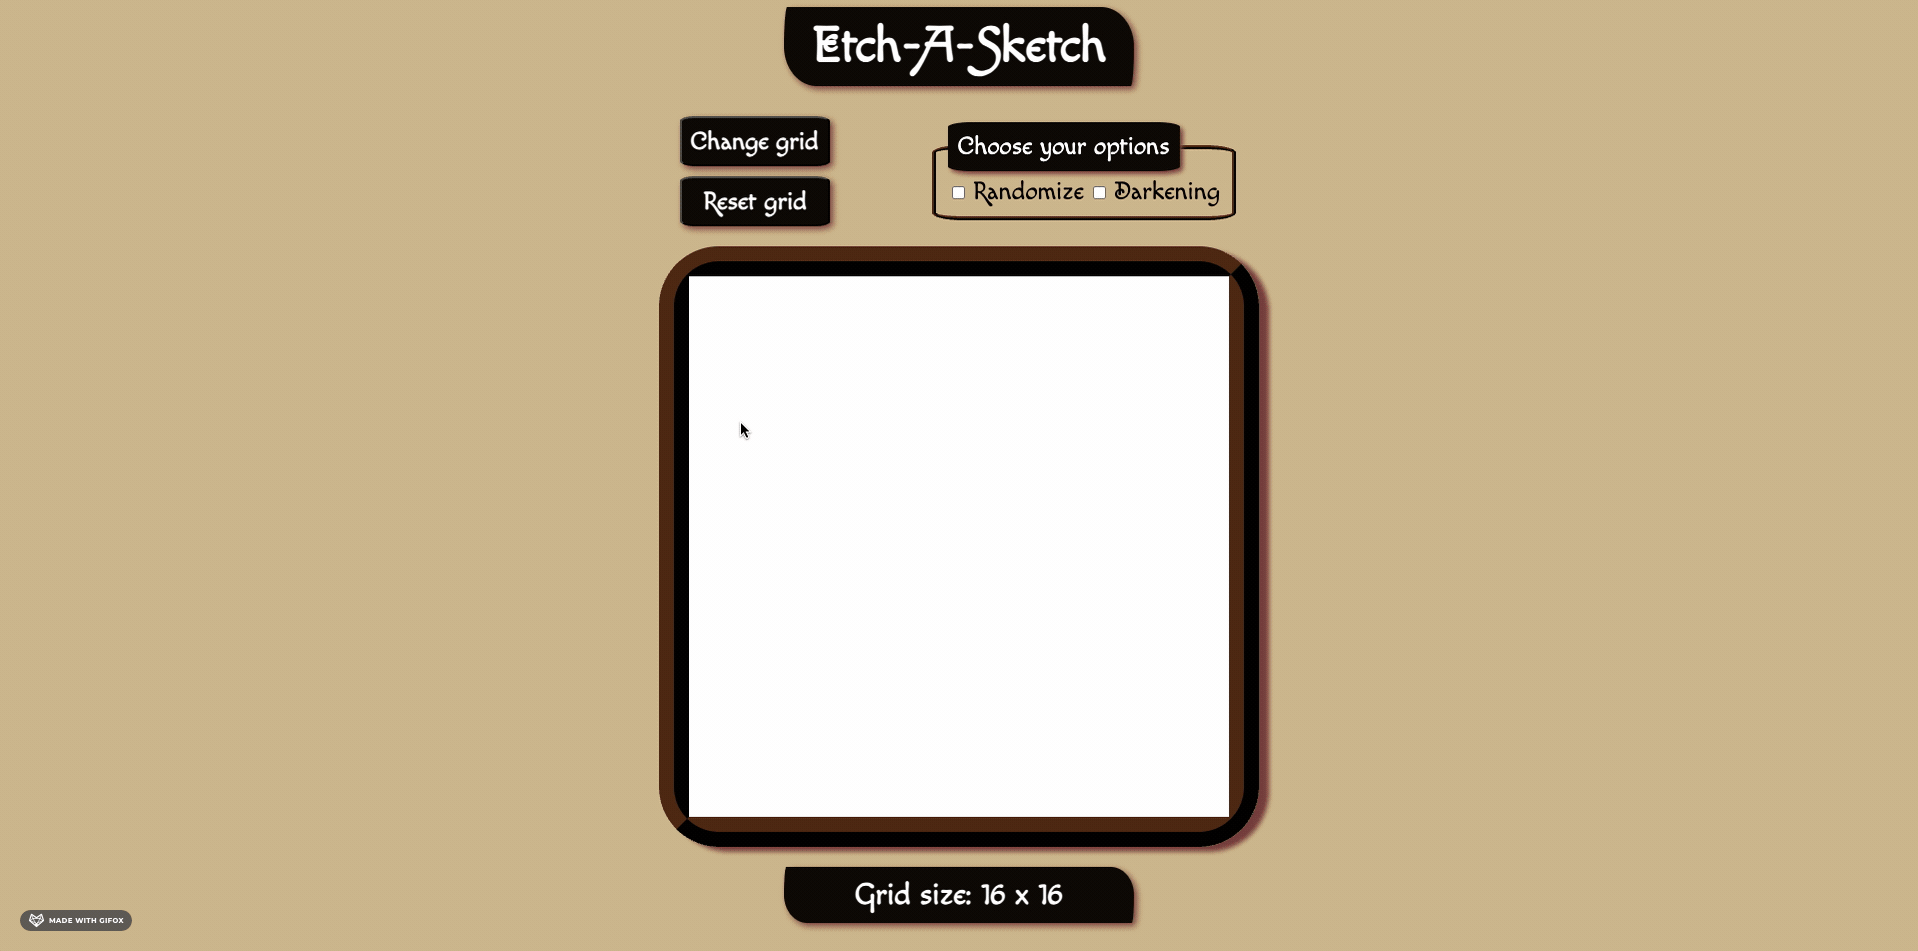 Etch-A-Sketch
Change grid
Reset grid
Choose your options
Randomize Darkening
Grid size: 16 x 16
MADE WITH GIFOX